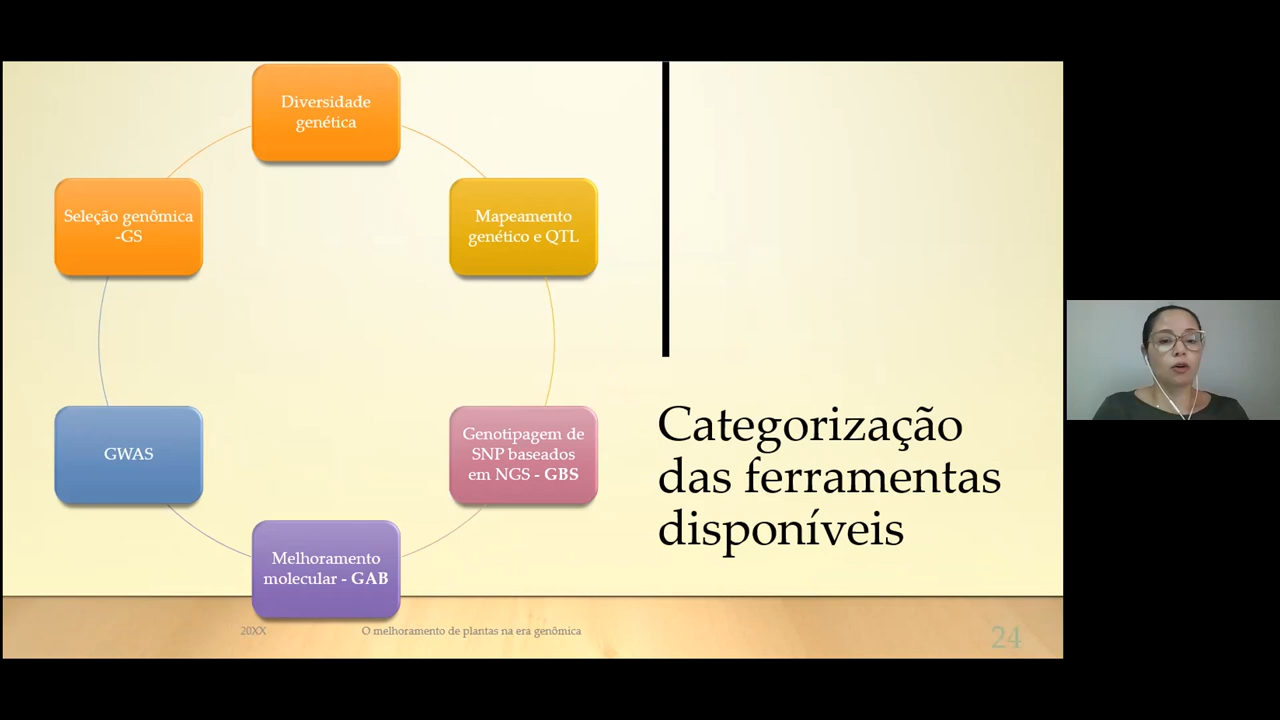 Diversidade
genética
Seleção genômica
-GS
Mapeamento
genético e QTL
GWAS
Genotipagem de
SNP baseados
em NGS - GBS
Melhoramento
molecular - GAB
Categorização
das ferramentas
disponíveis
20XX
O melhoramento de plantas na era genômica
24